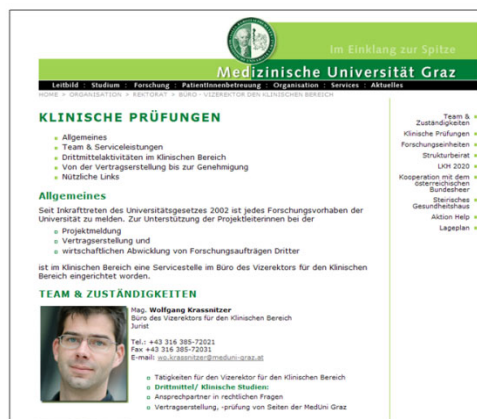 Im Einklang zur Spitze
Medizinische Universität Graz
Leitbild : Studium : Forschung : PatientInnenbetreuung : Organisation : Services : Aktuelles
HOME > ORGANISATION > REKTORAT > BÜRO - VIZEREKTOR DEN KLINISCHEN BEREICH
KLINISCHE PRÜFUNGEN
Allgemeines
Team & Serviceleistungen
Drittmittelaktivitäten im Klinischen Bereich
Von der Vertragserstellung bis zur Genehmigung
Nützliche Links
Allgemeines
Seit Inkrafttreten des Universitätsgesetzes 2002 ist jedes Forschungsvorhaben der
Universität zu melden. Zur Unterstützung der Projektleiterinnen bei der
Projektmeldung
Vertragserstellung und
wirtschaftlichen Abwicklung von Forschungsaufträgen Dritter
ist im Klinischen Bereich eine Servicestelle im Büro des Vizerektors für den Klinischen
Bereich eingerichtet worden.
TEAM & ZUSTÄNDIGKEITEN
Mag. Wolfgang Krassnitzer
Büro des Vizerektors für den Klinischen Bereich
Jurist
Tel.: +43 316 385-72021
Fax +43 316 385-72031
E-mail: wo.krassnitzer@meduni-graz.at
Tätigkeiten für den Vizerektor für den Klinischen Bereich
Drittmittel/ Klinische Studien:
Ansprechpartner in rechtlichen Fragen
Vertragserstellung, -prüfung von Seiten der MedUni Graz
Team &
Zuständigkeiten
Klinische Prüfungen
Forschungseinheiten
Strukturbeirat
LKH 2020
Kooperation mit dem
österreichischen
Bundesheer
Steirisches
Gesundheitshaus
Aktion Help
Lageplan